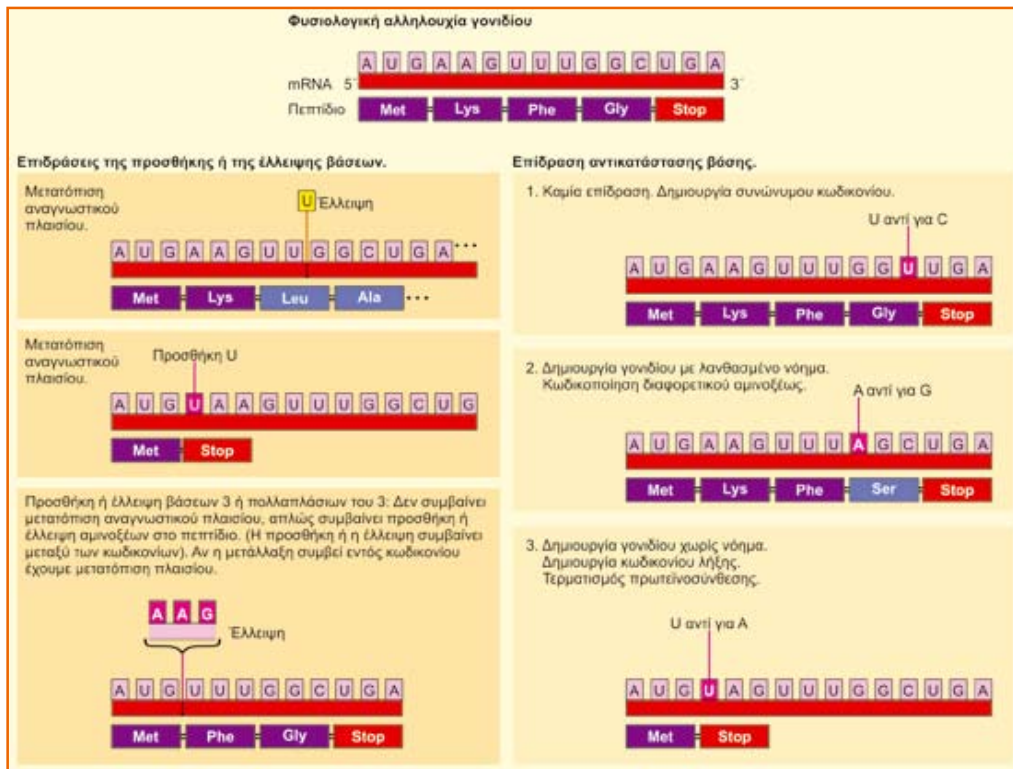 Φυσιολογική αλληλουχία γονιδίου
A U G A A G U U U G G C U G A
mRNA 5´ 3´
Πεπτίδιο Met Lys Phe Gly Stop
Επιδράσεις της προσθήκης ή της έλλειψης βάσεων.
Μετατόπιση
αναγνωστικού
πλαισίου.
U Έλλειψη
A U G A A G U U G G C U G A ...
Met Lys Leu Ala ...
Μετατόπιση
αναγνωστικού
πλαισίου.
Προσθήκη U
A U G U A A G U U U G G C U G
Met Stop
Προσθήκη ή έλλειψη βάσεων 3 ή πολλαπλάσιων του 3: Δεν συμβαίνει
μετατόπιση αναγνωστικού πλαισίου, απλώς συμβαίνει προσθήκη ή
έλλειψη αμινοξέων στο πεπτίδιο. (Η προσθήκη ή η έλλειψη συμβαίνει
μεταξύ των κωδικονίων). Αν η μετάλλαξη συμβεί εντός κωδικονίου
έχουμε μετατόπιση πλαισίου.
A A G
Έλλειψη
A U G U U U G G C U G A
Met Phe Gly Stop
Επίδραση αντικατάστασης βάσης.
1. Καμία επίδραση. Δημιουργία συνώνυμου κωδικονίου.
U αντί για C
A U G A A G U U U G G U U G A
Met Lys Phe Gly Stop
2. Δημιουργία γονιδίου με λανθασμένο νόημα.
Κωδικοποίηση διαφορετικού αμινοξέως.
A αντί για G
A U G A A G U U U A G C U G A
Met Lys Phe Ser Stop
3. Δημιουργία γονιδίου χωρίς νόημα.
Δημιουργία κωδικονίου λήξης.
Τερματισμός πρωτεϊνοσύνθεσης.
U αντί για A
A U G U A G U U U G G C U G A
Met Stop